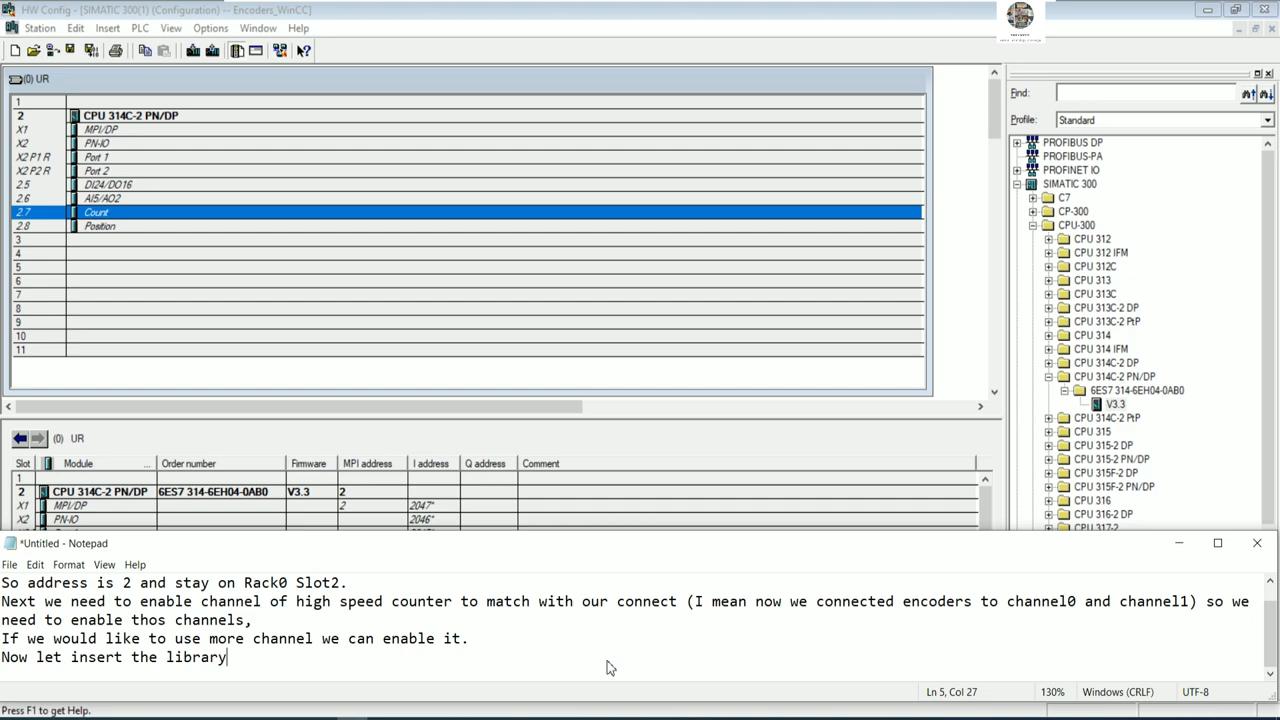 HW Config - [SIMATIC 300(1) (Configuration) -- Encoders_WinCC]
Station Edit Insert PLC View Options Window Help
(0) UR
1
2 CPU 314C-2 PN/DP
X1 MPI/DP
X2 PN-IO
X2 P1 R Port 1
X2 P2 R Port 2
2.5 DI24/DO16
2.6 AI5/AO2
2.7 Count
2.8 Position
3
4
5
6
7
8
9
10
11
Find:
Profile: Standard
PROFIBUS DP
PROFIBUS-PA
PROFINET IO
SIMATIC 300
C7
CP-300
CPU-300
CPU 312
CPU 312 IFM
CPU 312C
CPU 313
CPU 313C
CPU 313C-2 DP
CPU 313C-2 PtP
CPU 314
CPU 314 IFM
CPU 314C-2 DP
CPU 314C-2 PN/DP
6ES7 314-6EH04-0AB0
V3.3
CPU 314C-2 PtP
CPU 315
CPU 315-2 DP
CPU 315-2 PN/DP
CPU 315F-2 DP
CPU 315F-2 PN/DP
CPU 316
CPU 316-2 DP
CPU 317-2
(0) UR
Slot Module ... Order number Firmware MPI address I address Q address Comment
1
2 CPU 314C-2 PN/DP 6ES7 314-6EH04-0AB0 V3.3 2
X1 MPI/DP 2 2047*
X2 PN-IO 2046*
*Untitled - Notepad
File Edit Format View Help
So address is 2 and stay on Rack0 Slot2.
Next we need to enable channel of high speed counter to match with our connect (I mean now we connected encoders to channel0 and channel1) so we
need to enable thos channels,
If we would like to use more channel we can enable it.
Now let insert the library
Ln 5, Col 27 130% Windows (CRLF) UTF-8
Press F1 to get Help.